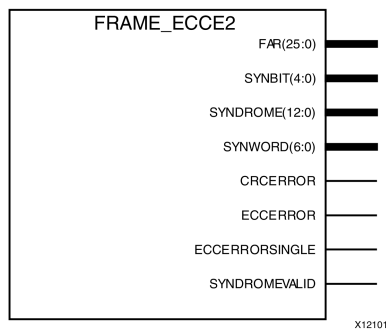 FRAME_ECCE2
FAR(25:0)
SYNBIT(4:0)
SYNDROME(12:0)
SYNWORD(6:0)
CRCERROR
ECCERROR
ECCERRORSINGLE
SYNDROMEVALID
X12101